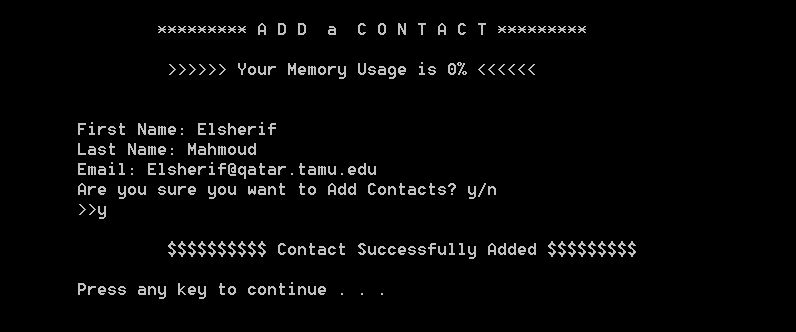 ********* A D D  a  C O N T A C T *********
>>>>>> Your Memory Usage is 0% <<<<<<
First Name: Elsherif
Last Name: Mahmoud
Email: Elsherif@qatar.tamu.edu
Are you sure you want to Add Contacts? y/n
>>y
$$$$$$$$$$ Contact Successfully Added $$$$$$$$$
Press any key to continue . . .